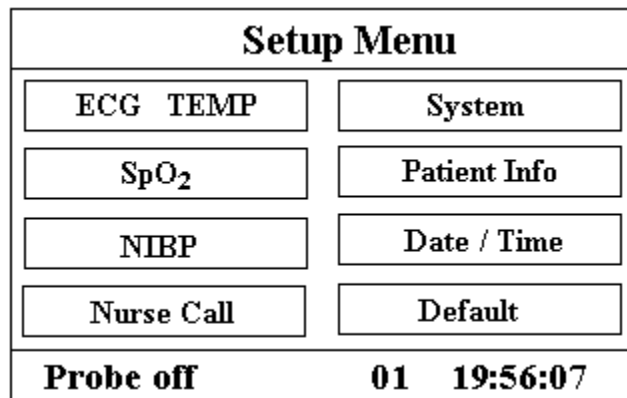 Setup Menu
ECG TEMP
System
SpO₂
Patient Info
NIBP
Date / Time
Nurse Call
Default
Probe off 01 19:56:07